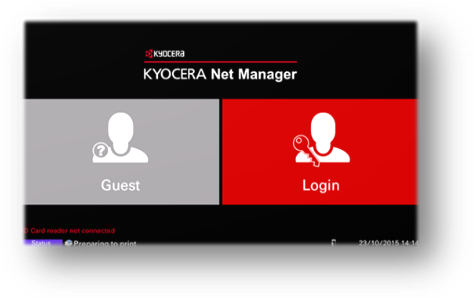 KYOCERA
KYOCERA Net Manager
Guest
Login
Card reader not connected
Status Preparing to print 23/10/2015 14:14